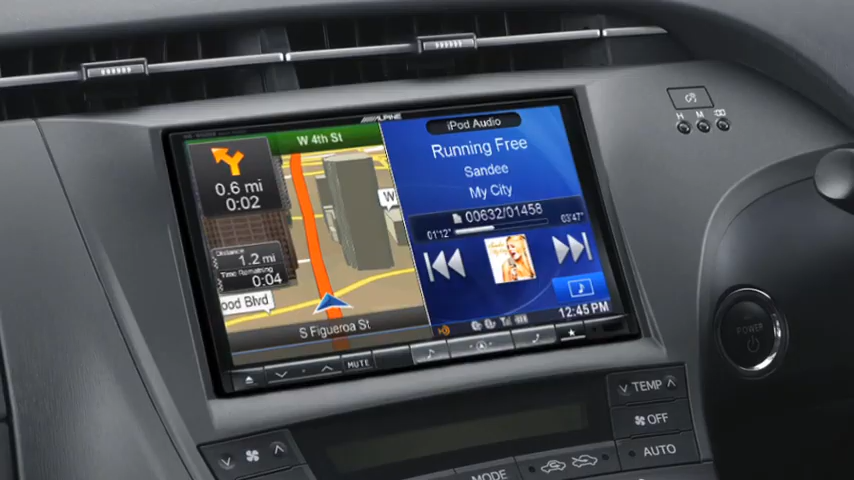 ALPINE
W 4th St
0.6 mi
0:02
Distance
1.2 mi
Time Remaining
0:04
ood Blvd
Wi
S Figueroa St
iPod Audio
Running Free
Sandee
My City
00632/01458
01'12"
03'47"
12:45 PM
MUTE
H M
POWER
TEMP
OFF
AUTO
MODE